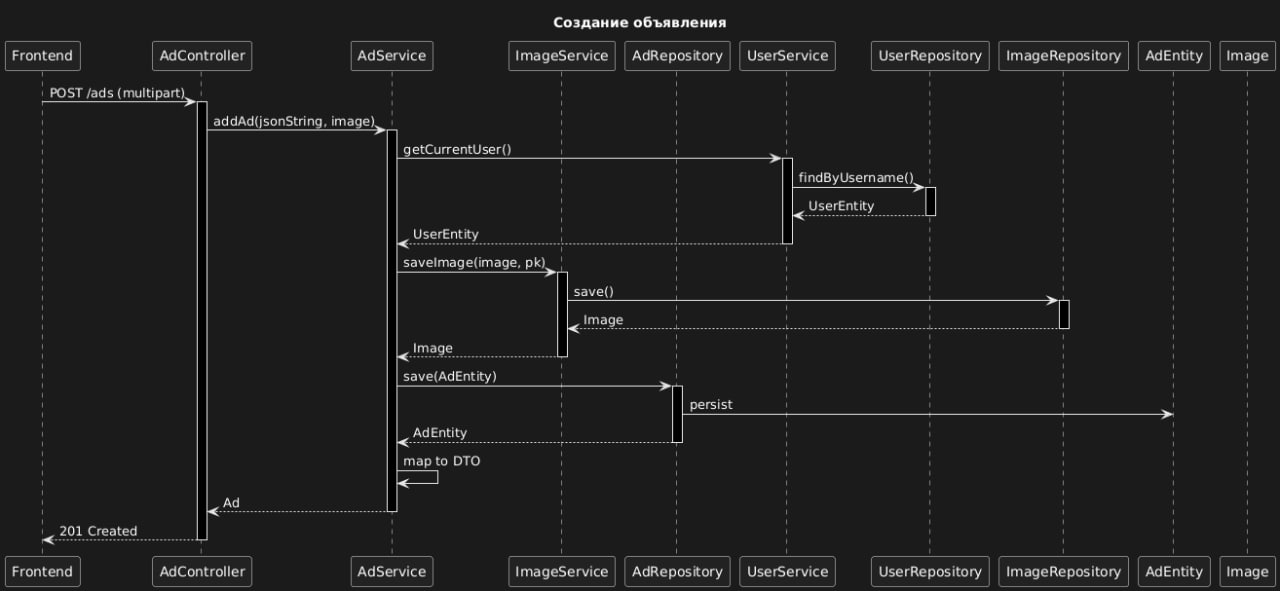 Создание объявления
Frontend AdController AdService ImageService AdRepository UserService UserRepository ImageRepository AdEntity Image
POST /ads (multipart)
addAd(jsonString, image)
getCurrentUser()
findByUsername()
UserEntity
UserEntity
saveImage(image, pk)
save()
Image
Image
save(AdEntity)
persist
AdEntity
map to DTO
Ad
201 Created
Frontend AdController AdService ImageService AdRepository UserService UserRepository ImageRepository AdEntity Image